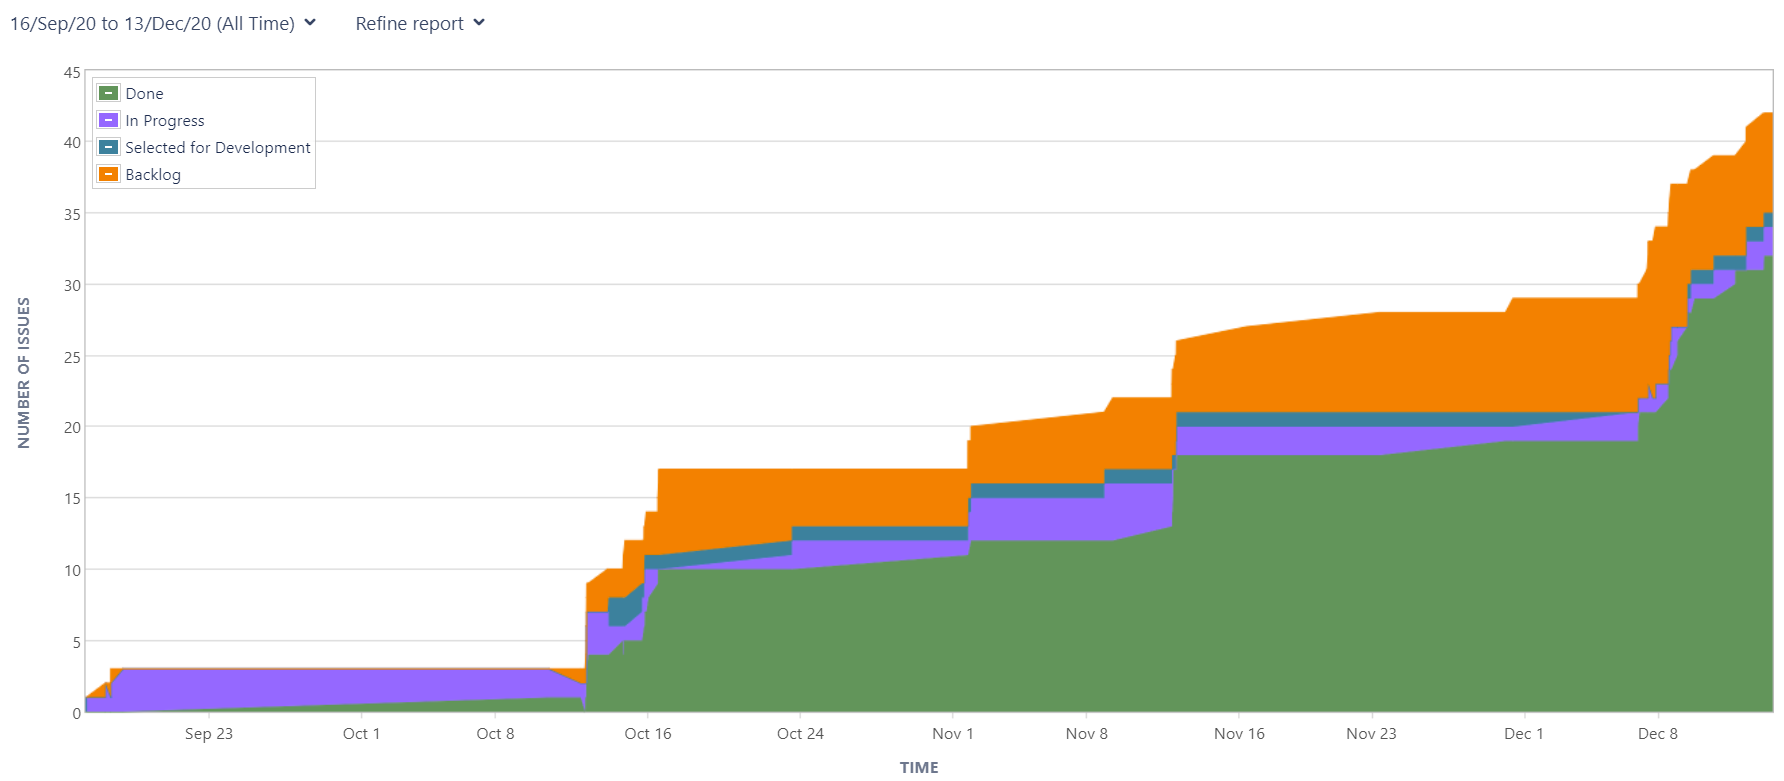 16/Sep/20 to 13/Dec/20 (All Time) Refine report
45
40
35
30
25
20
15
10
5
0
Done
In Progress
Selected for Development
Backlog
NUMBER OF ISSUES
Sep 23 Oct 1 Oct 8 Oct 16 Oct 24 Nov 1 Nov 8 Nov 16 Nov 23 Dec 1 Dec 8
TIME